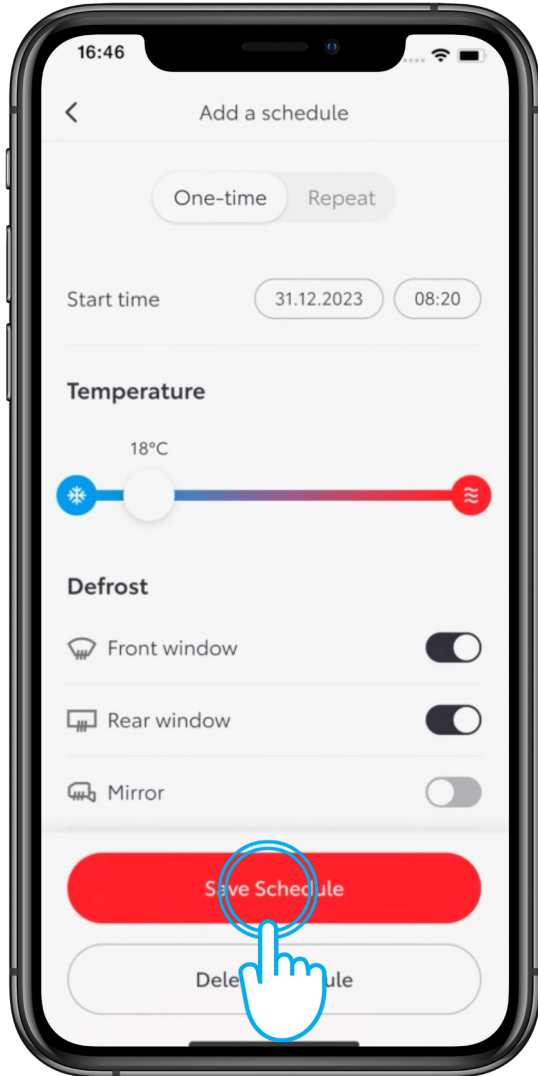 16:46
Add a schedule
One-time Repeat
Start time 31.12.2023 08:20
Temperature
18°C
Defrost
Front window
Rear window
Mirror
Save Schedule